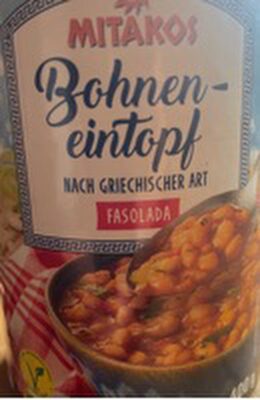 MITAKOS
Bohnen-
eintopf
NACH GRIECHISCHER ART
FASOLADA